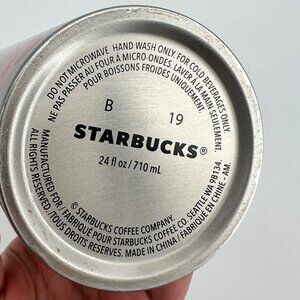 DO NOT MICROWAVE HAND WASH ONLY FOR COLD BEVERAGES ONLY.
NE PAS PASSER AU FOUR À MICRO-ONDES. LAVER À LA MAIN SEULEMENT.
POUR BOISSONS FROIDES UNIQUEMENT.
B 19
STARBUCKS®
24 fl oz / 710 mL
© STARBUCKS COFFEE COMPANY.
MANUFACTURED FOR / FABRIQUÉ POUR STARBUCKS COFFEE CO. SEATTLE WA 98134.
ALL RIGHTS RESERVED. /TOUS DROITS RÉSERVÉS. MADE IN CHINA / FABRIQUÉ EN CHINE - AM.